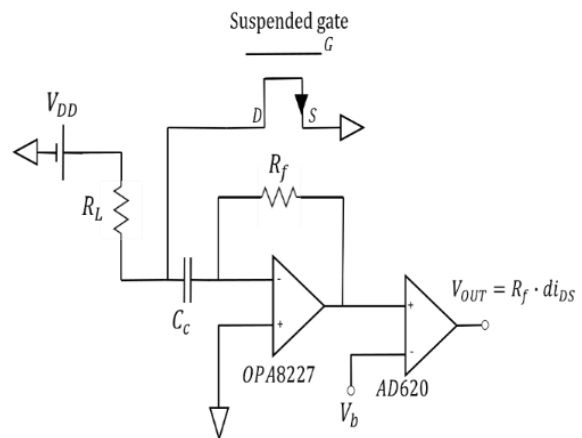 Suspended gate
G
V_DD
D
S
R_f
R_L
-
C_c
+
OPA8227
+
-
AD620
V_OUT = R_f · di_DS
V_b